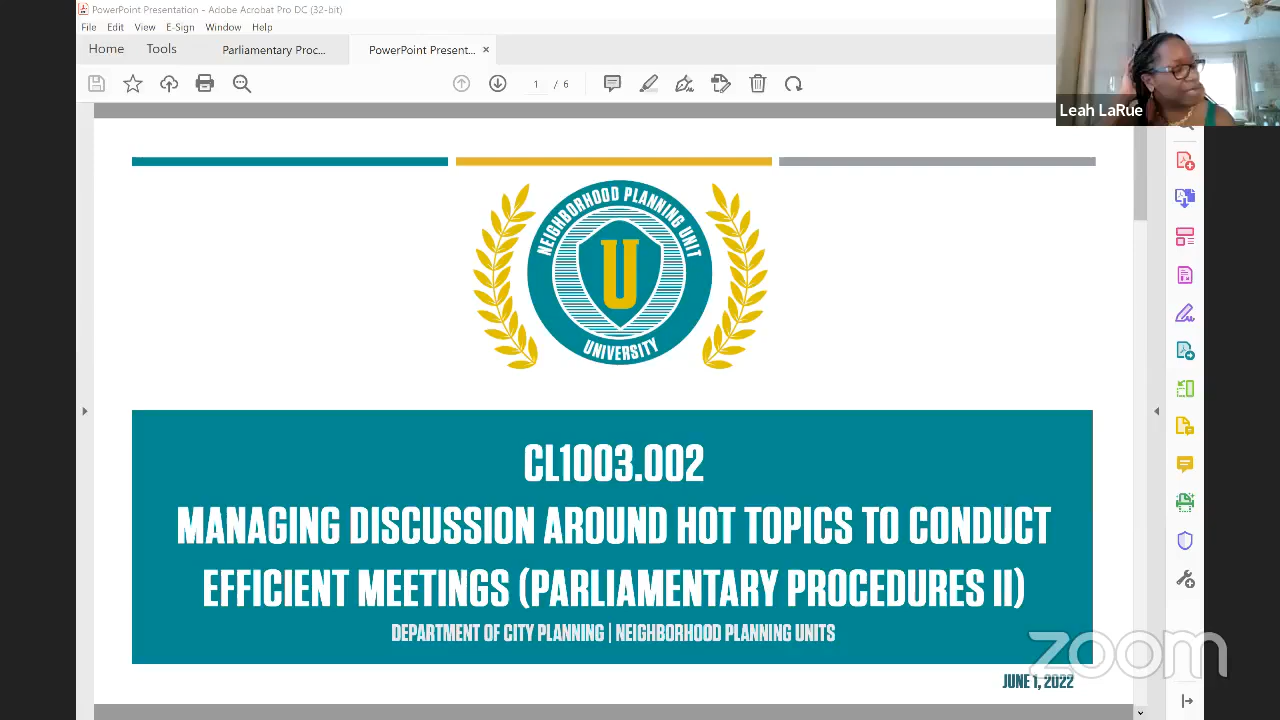 PowerPoint Presentation - Adobe Acrobat Pro DC (32-bit)
File Edit View E-Sign Window Help
Home Tools Parliamentary Proc... PowerPoint Present... ×
1 / 6
Leah LaRue
NEIGHBORHOOD PLANNING UNIT
U
UNIVERSITY
CL1003.002
MANAGING DISCUSSION AROUND HOT TOPICS TO CONDUCT
EFFICIENT MEETINGS (PARLIAMENTARY PROCEDURES II)
DEPARTMENT OF CITY PLANNING | NEIGHBORHOOD PLANNING UNITS
zoom
JUNE 1, 2022